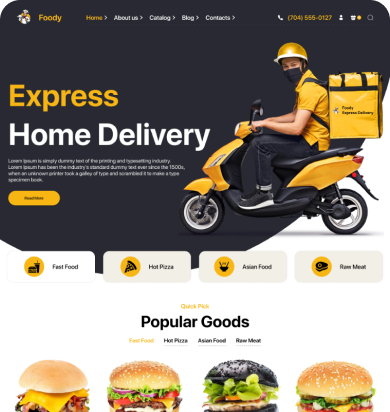 Foody
Home > About us > Catalog > Blog > Contacts >
(704) 555-0127
Express
Home Delivery
Lorem Ipsum is simply dummy text of the printing and typesetting industry.
Lorem Ipsum has been the industry's standard dummy text ever since the 1500s,
when an unknown printer took a galley of type and scrambled it to make a type
specimen book.
Read More
Foody
Express Delivery
Fast Food
Hot Pizza
Asian Food
Raw Meat
Quick Pick
Popular Goods
Fast Food Hot Pizza Asian Food Raw Meat